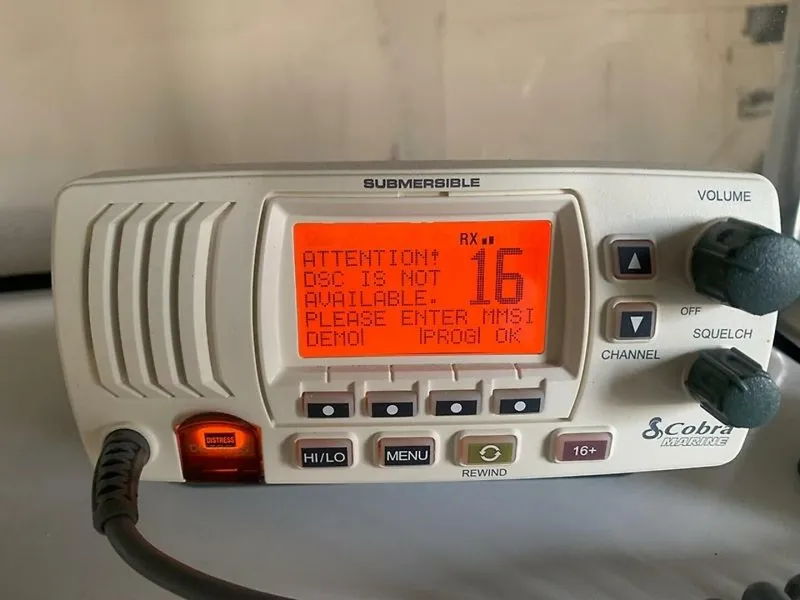 SUBMERSIBLE
VOLUME
RX
16
ATTENTION!
DSC IS NOT
AVAILABLE.
PLEASE ENTER MMSI
DEMO PROG OK
OFF
SQUELCH
CHANNEL
Cobra
MARINE
DISTRESS
HI/LO MENU 16+
REWIND